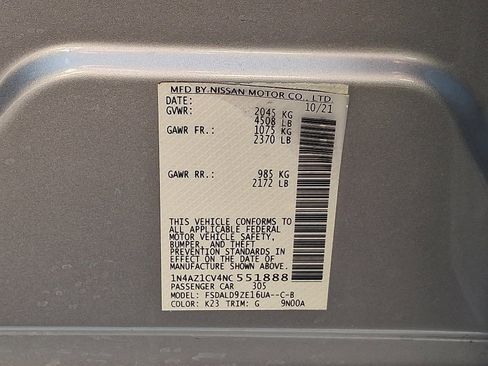 MFD BY NISSAN MOTOR CO., LTD.
DATE: 10/21
GVWR: 2045 KG
4508 LB
GAWR FR: 1075 KG
2370 LB
GAWR RR.: 985 KG
2172 LB
THIS VEHICLE CONFORMS TO
ALL APPLICABLE FEDERAL
MOTOR VEHICLE SAFETY,
BUMPER, AND THEFT
PREVENTION STANDARDS IN
EFFECT ON THE DATE OF
MANUFACTURE SHOWN ABOVE.
1N4AZ1CV4NC551888
PASSENGER CAR 305
MODEL: FSDALD9ZE16UA--C-B
COLOR: K23 TRIM: G 9N00A